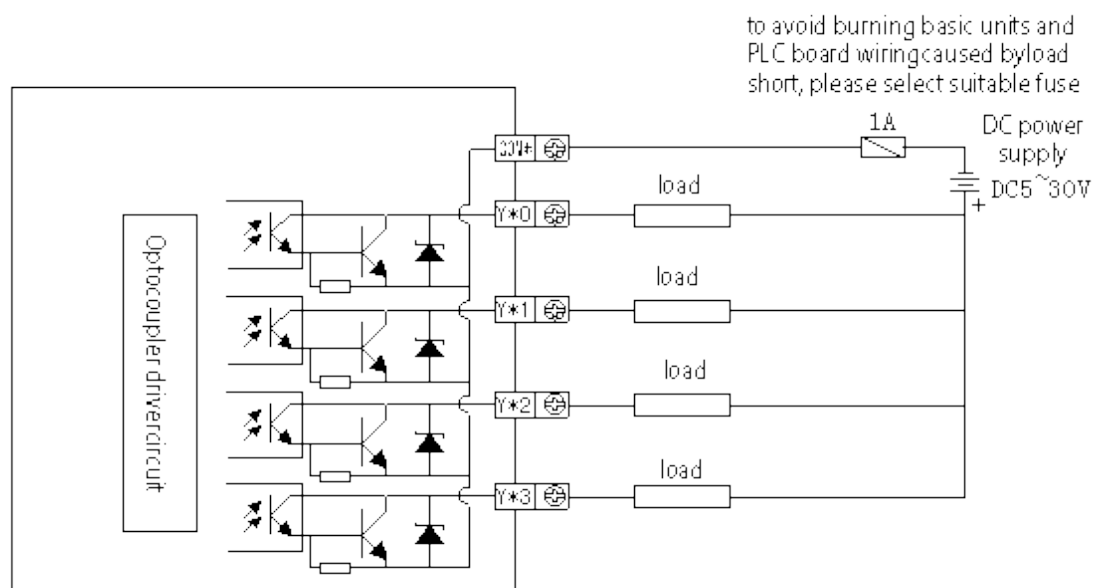 to avoid burning basic units and
PLC board wiringcaused byload
short, please select suitable fuse
1A
DC power
supply
DC5~30V
+
COM*
load
Y*0
load
Y*1
load
Y*2
load
Y*3
Optocoupler drivercircuit